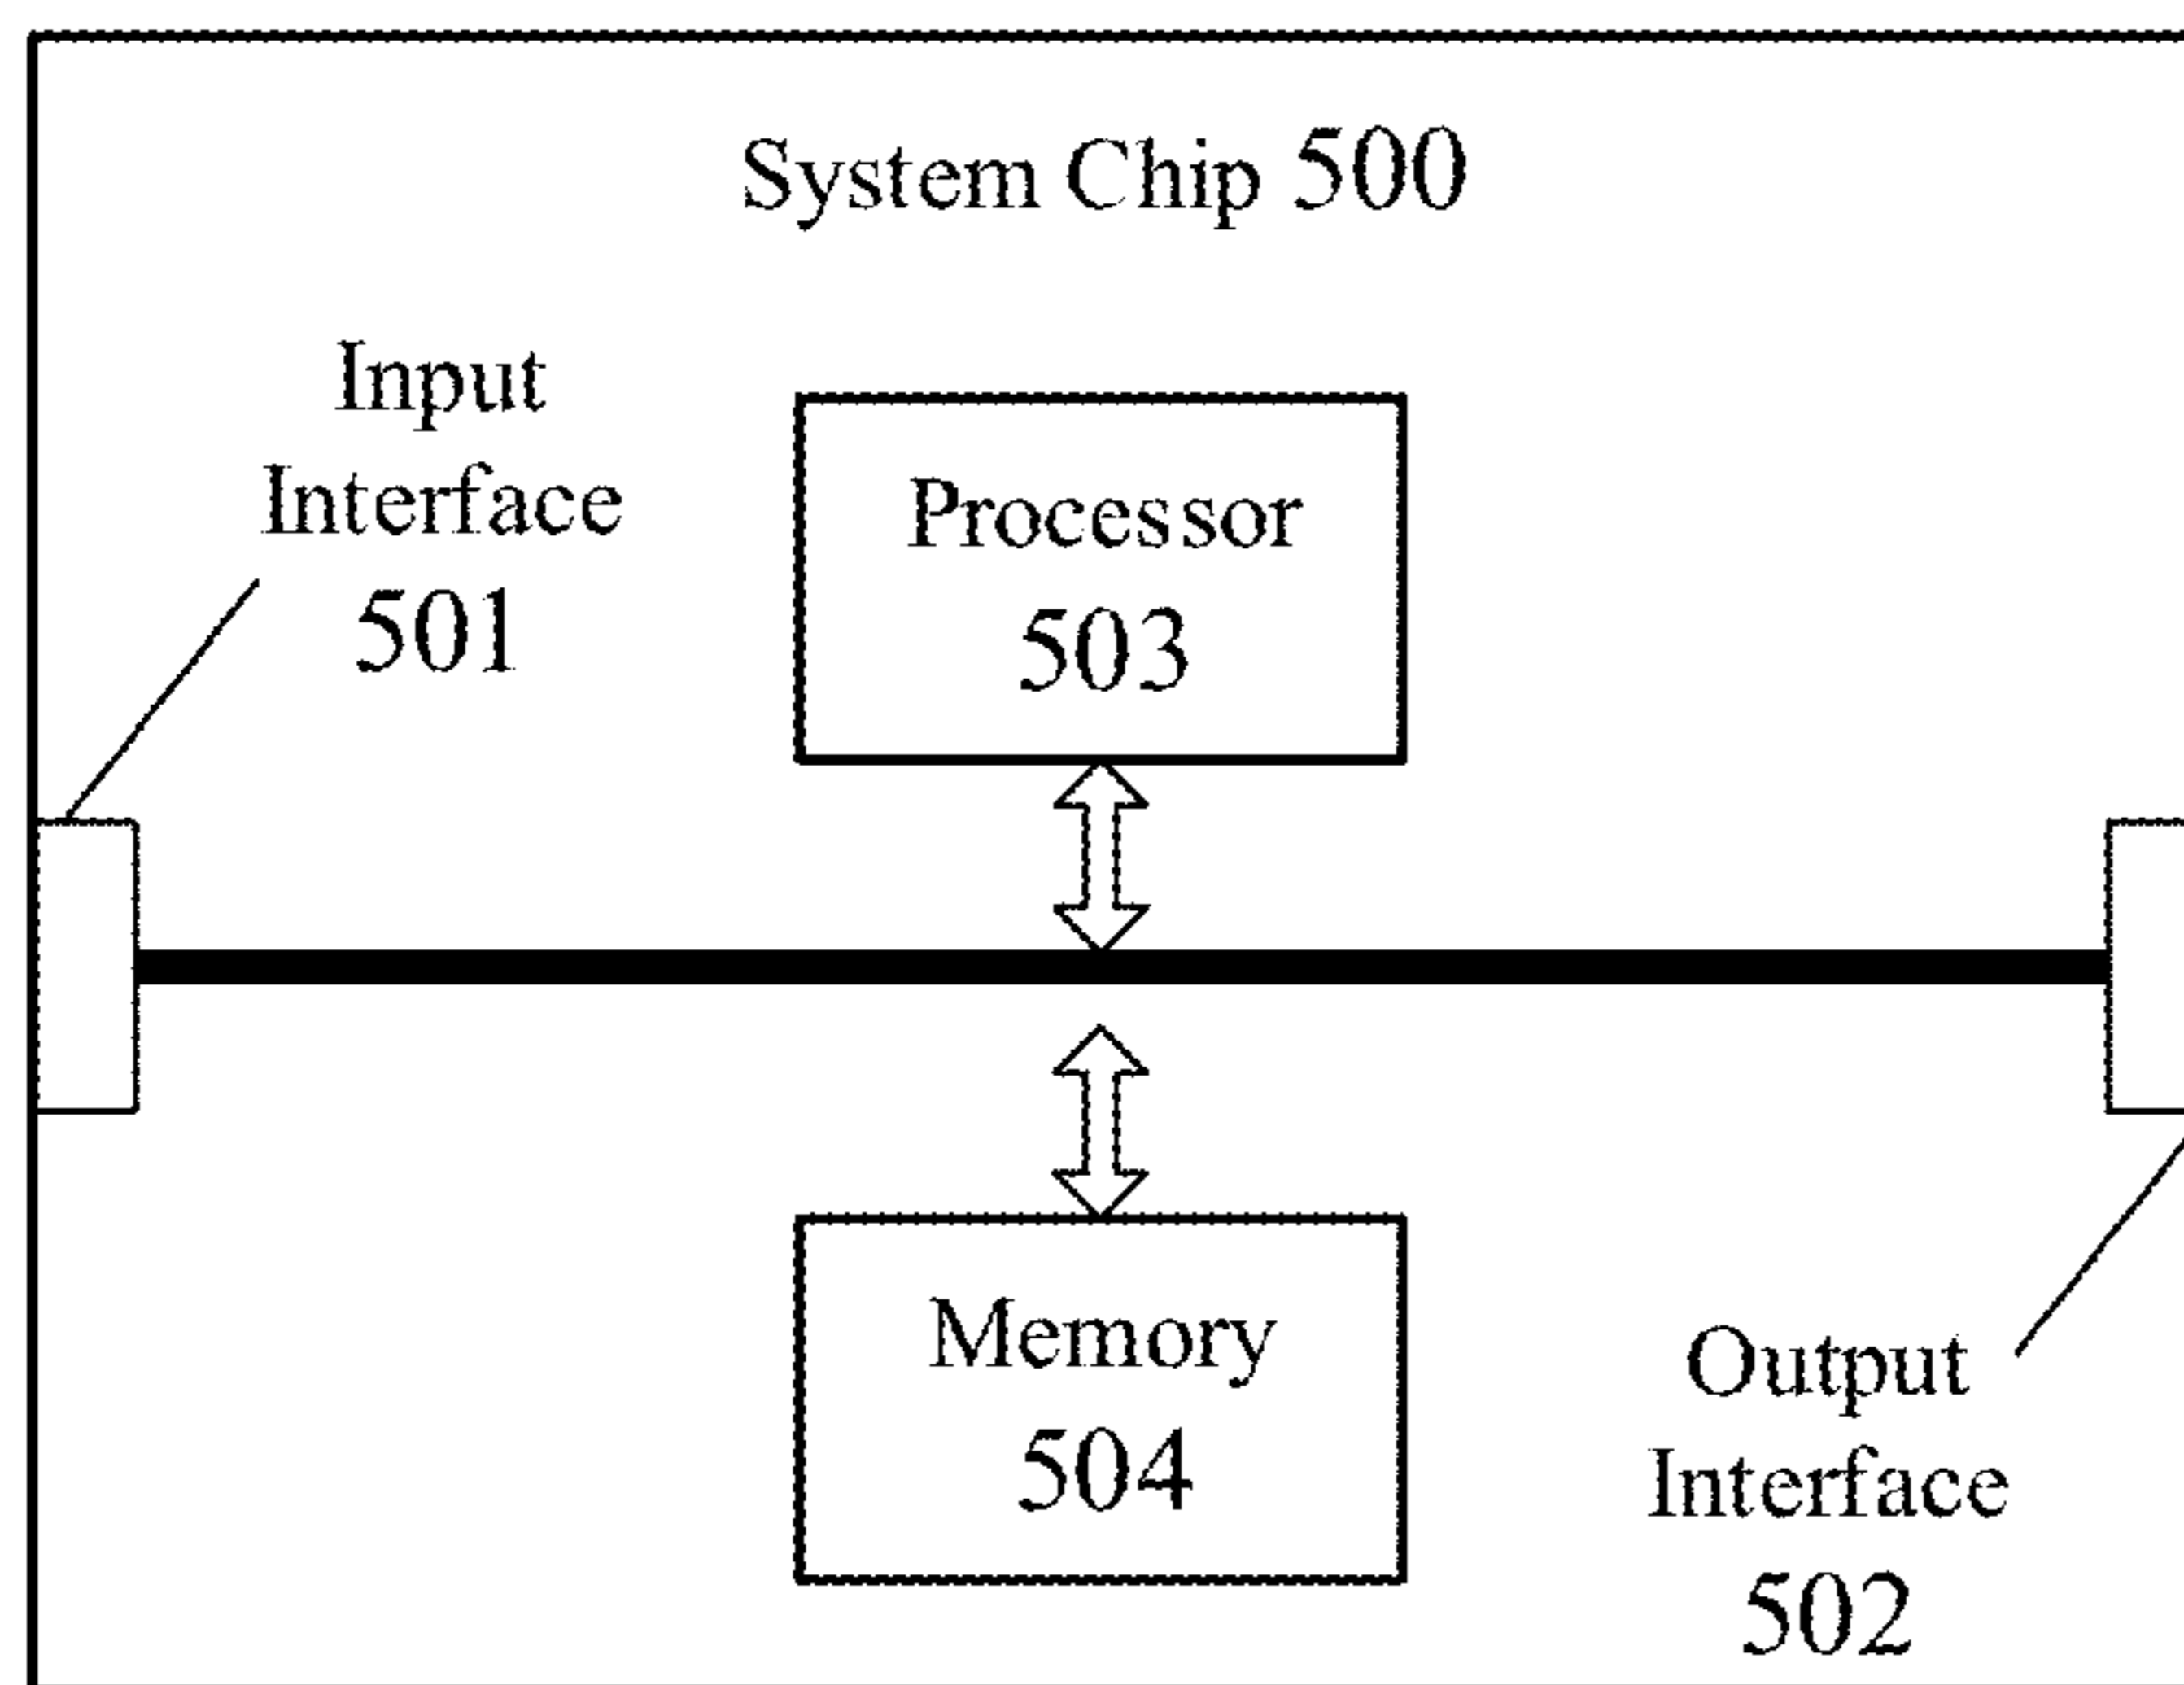 System Chip 500
Input
Interface
501
Processor
503
Memory
504
Output
Interface
502